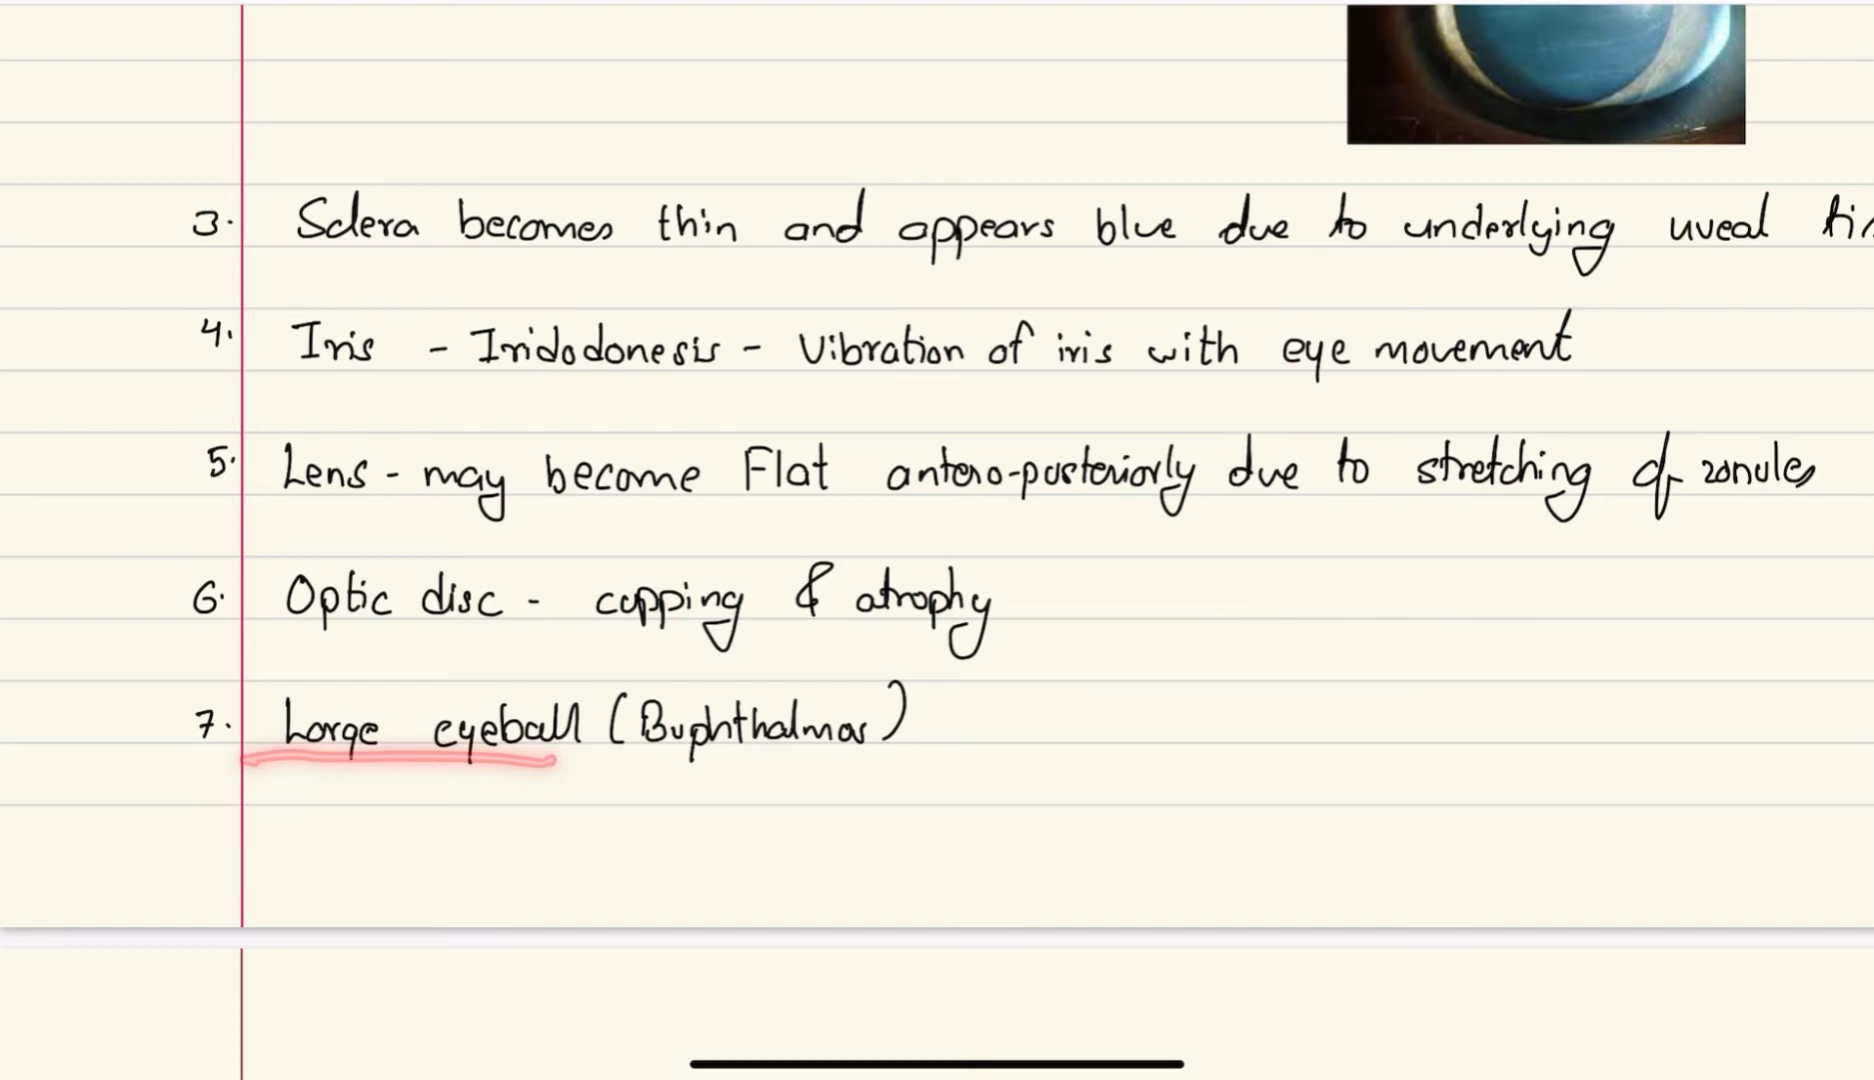 3. Sclera becomes thin and appears blue due to underlying uveal
4. Iris - Iridodonesis - Vibration of iris with eye movement
5. Lens - may become Flat antero-posteriorly due to stretching of zonules
6. Optic disc - cupping & atrophy
7. Large eyeball (Buphthalmos)